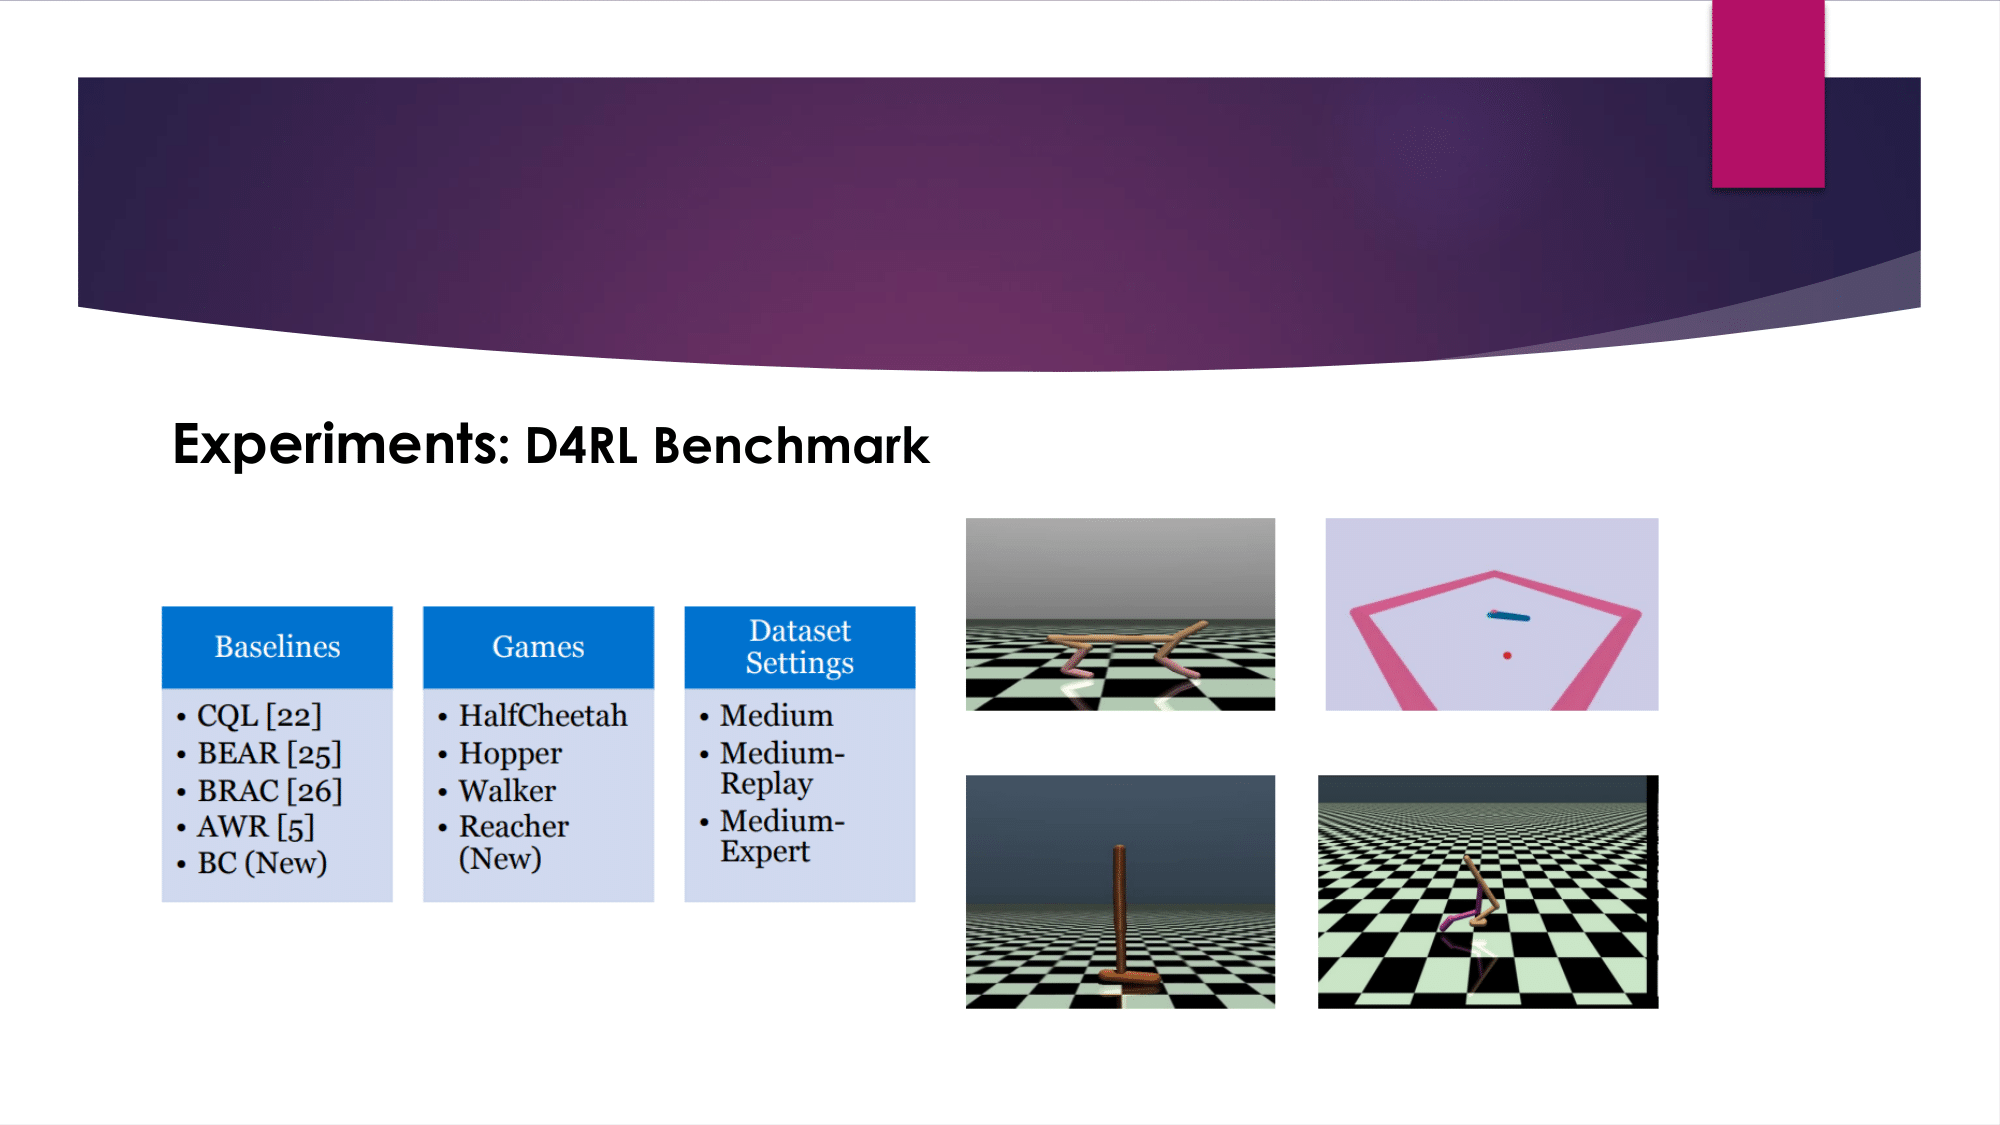 Experiments: D4RL Benchmark
Baselines
• CQL [22]
• BEAR [25]
• BRAC [26]
• AWR [5]
• BC (New)
Games
• HalfCheetah
• Hopper
• Walker
• Reacher
(New)
Dataset
Settings
• Medium
• Medium-
Replay
• Medium-
Expert